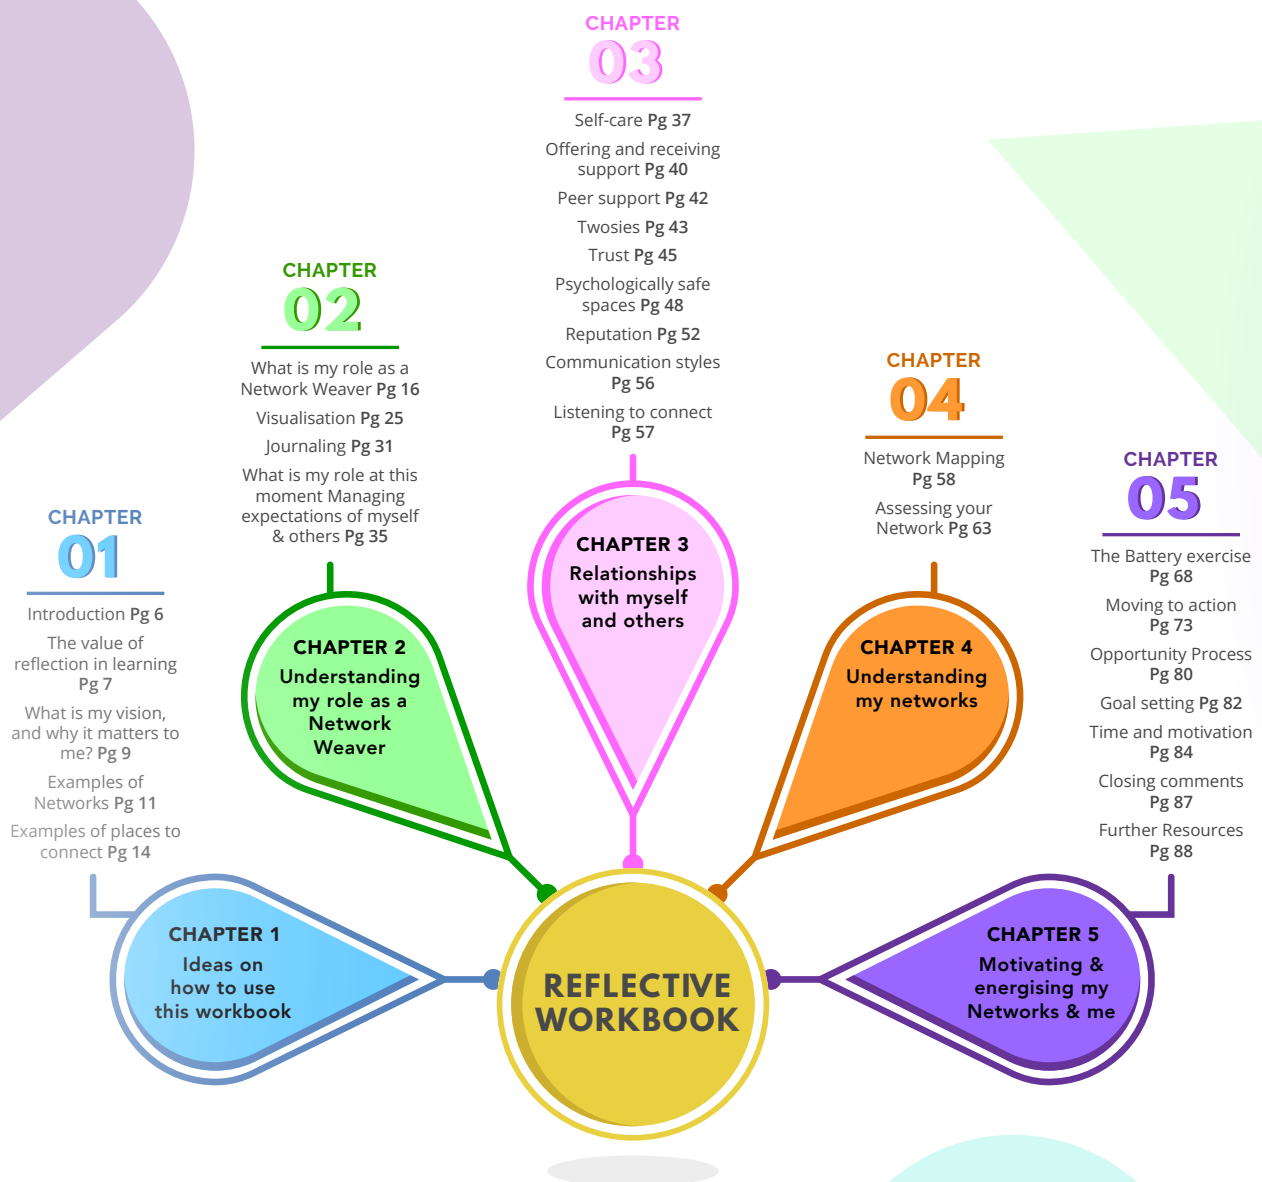 CHAPTER
01
Introduction Pg 6
The value of
reflection in learning
Pg 7
What is my vision,
and why it matters to
me? Pg 9
Examples of
Networks Pg 11
Examples of places to
connect Pg 14
CHAPTER 1
Ideas on
how to use
this workbook
CHAPTER
02
What is my role as a
Network Weaver Pg 16
Visualisation Pg 25
Journaling Pg 31
What is my role at this
moment Managing
expectations of myself
& others Pg 35
CHAPTER 2
Understanding
my role as a
Network
Weaver
CHAPTER
03
Self-care Pg 37
Offering and receiving
support Pg 40
Peer support Pg 42
Twosies Pg 43
Trust Pg 45
Psychologically safe
spaces Pg 48
Reputation Pg 52
Communication styles
Pg 56
Listening to connect
Pg 57
CHAPTER 3
Relationships
with myself
and others
CHAPTER
04
Network Mapping
Pg 58
Assessing your
Network Pg 63
CHAPTER 4
Understanding
my networks
CHAPTER
05
The Battery exercise
Pg 68
Moving to action
Pg 73
Opportunity Process
Pg 80
Goal setting Pg 82
Time and motivation
Pg 84
Closing comments
Pg 87
Further Resources
Pg 88
CHAPTER 5
Motivating &
energising my
Networks & me
REFLECTIVE
WORKBOOK